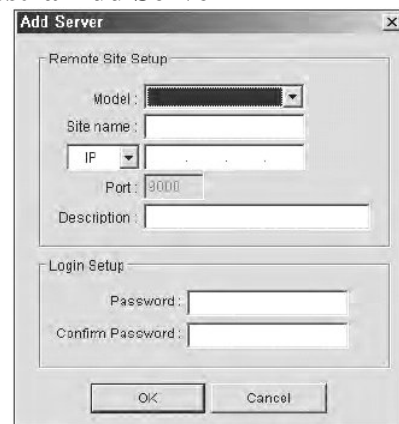 Add Server
Remote Site Setup
Model :
Site name :
IP
Port : 9000
Description :
Login Setup
Password :
Confirm Password :
OK Cancel